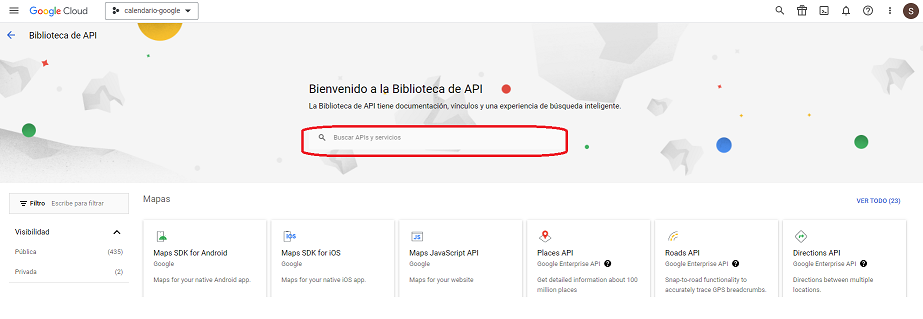 Google Cloud
calendario-google
S
Biblioteca de API
Bienvenido a la Biblioteca de API
La Biblioteca de API tiene documentación, vínculos y una experiencia de búsqueda inteligente.
Buscar APIs y servicios
Filtro Escribe para filtrar
Visibilidad
Pública (435)
Privada (2)
Mapas
VER TODO (23)
Maps SDK for Android
Google
Maps for your native Android app.
iOS
Maps SDK for iOS
Google
Maps for your native iOS app.
JS
Maps JavaScript API
Google
Maps for your website
Places API
Google Enterprise API
Get detailed information about 100
million places
Roads API
Google Enterprise API
Snap-to-road functionality to
accurately trace GPS breadcrumbs.
Directions API
Google Enterprise API
Directions between multiple
locations.